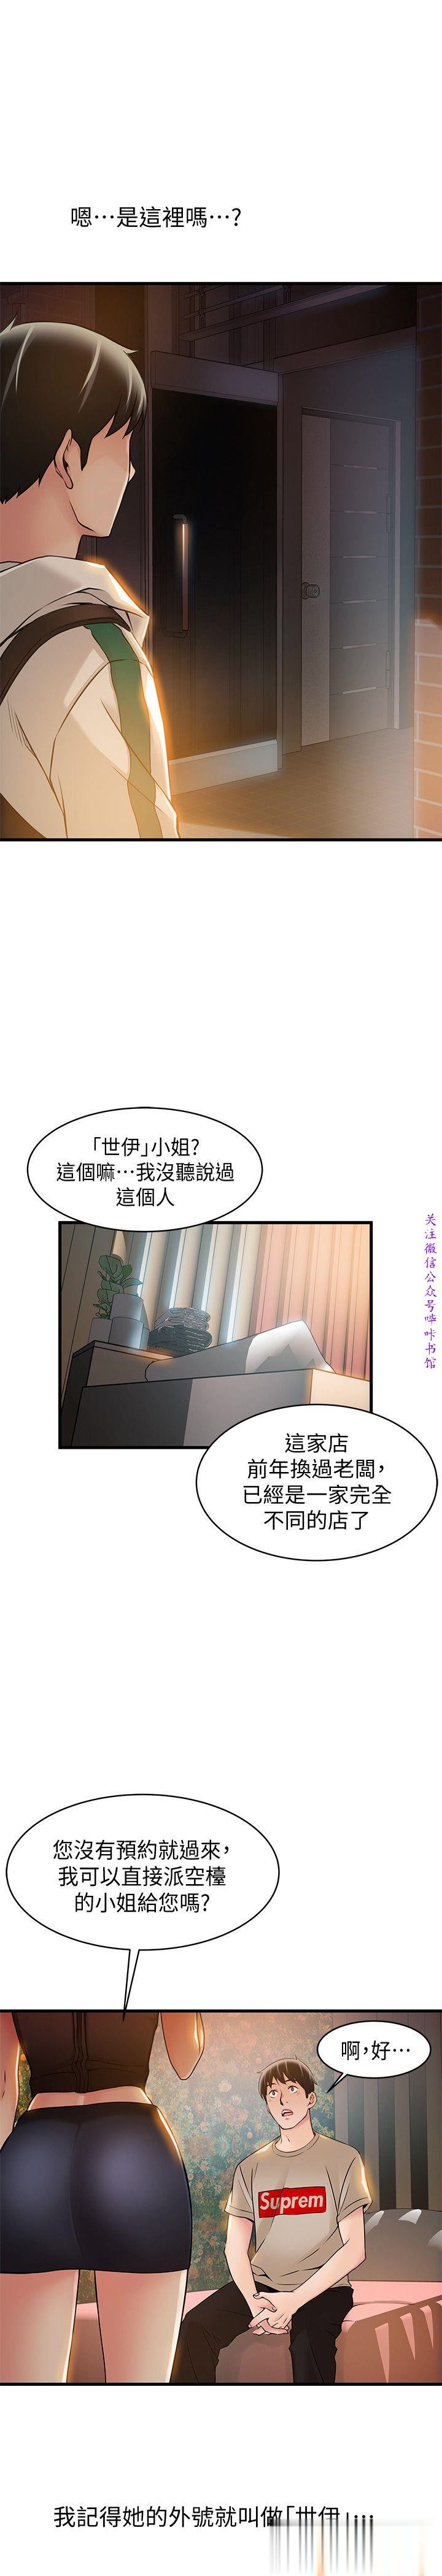 嗯…是這裡嗎…?
「世伊」小姐?
這個嘛…我沒聽說過
這個人
关注微信公众号哔咔书馆
這家店
前年換過老闆,
已經是一家完全
不同的店了
您沒有預約就過來,
我可以直接派空檯
的小姐給您嗎?
啊,好…
Suprem
我記得她的外號就叫做「世伊」…